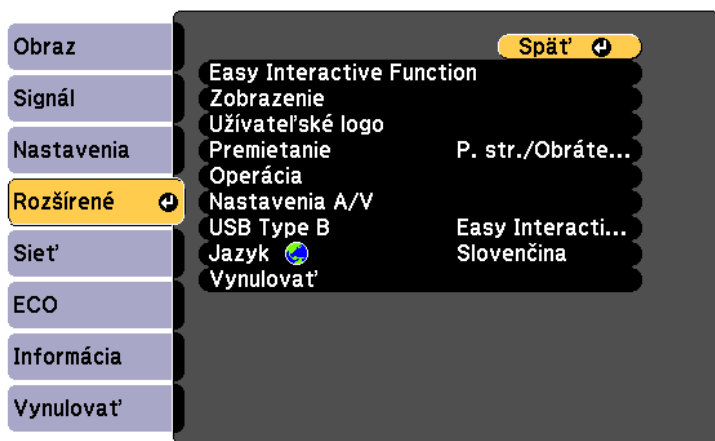 Obraz
Signál
Nastavenia
Rozšírené
Sieť
ECO
Informácia
Vynulovať
Späť
Easy Interactive Function
Zobrazenie
Užívateľské logo
Premietanie P. str./Obráte...
Operácia
Nastavenia A/V
USB Type B Easy Interacti...
Jazyk Slovenčina
Vynulovať